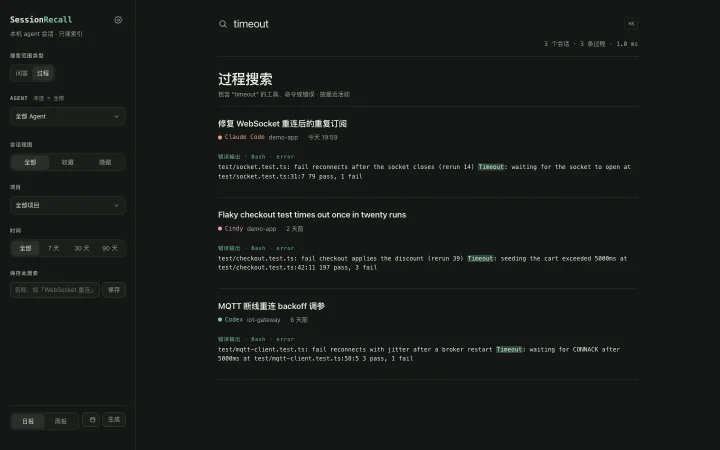 SessionRecall
本机 agent 会话 · 只读索引
搜索范围类型
问答 过程
AGENT 未选 = 全部
全部 Agent
会话视图
全部 收藏 隐藏
项目
全部项目
时间
全部 7 天 30 天 90 天
保存此搜索
名称, 如「WebSocket 重连」 保存
日报 周报 生成
timeout
⌘K
3 个会话 · 3 条过程 · 1.0 ms
过程搜索
包含 "timeout" 的工具、命令或错误 · 按最近活动
修复 WebSocket 重连后的重复订阅
Claude Code demo-app 今天 19:59
错误输出 · Bash · error
test/socket.test.ts: fail reconnects after the socket closes (rerun 14) Timeout: waiting for the socket to open at
test/socket.test.ts:31:7 79 pass, 1 fail
Flaky checkout test times out once in twenty runs
Cindy demo-app 2 天前
错误输出 · Bash · error
test/checkout.test.ts: fail checkout applies the discount (rerun 39) Timeout: seeding the cart exceeded 5000ms at
test/checkout.test.ts:42:11 197 pass, 3 fail
MQTT 断线重连 backoff 调参
Codex iot-gateway 6 天前
错误输出 · Bash · error
test/mqtt-client.test.ts: fail reconnects with jitter after a broker restart Timeout: waiting for CONNACK after
5000ms at test/mqtt-client.test.ts:58:5 3 pass, 1 fail